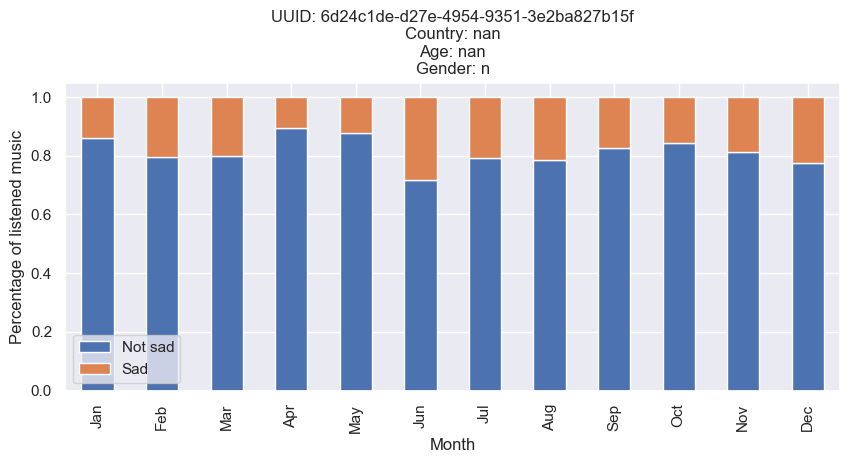 UUID: 6d24c1de-d27e-4954-9351-3e2ba827b15f
Country: nan
Age: nan
Gender: n
Percentage of listened music
1.0
0.8
0.6
0.4
0.2
0.0
Not sad
Sad
Jan
Feb
Mar
Apr
May
Jun
Jul
Aug
Sep
Oct
Nov
Dec
Month